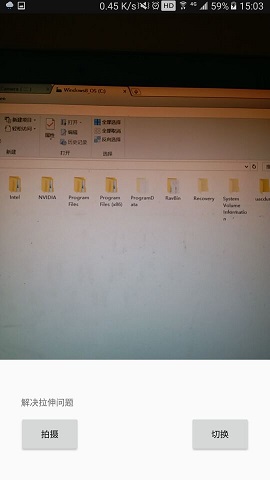 0.45 K/s HD 4G 59% 15:03
Windows8_OS (C:)
新建项目
轻松访问
新建
属性
打开
编辑
历史记录
打开
全部选择
全部取消
反向选择
选择
Intel
NVIDIA
Program Files
Program Files (x86)
ProgramData
RavBin
Recovery
System Volume Information
解决拉伸问题
拍摄
切换